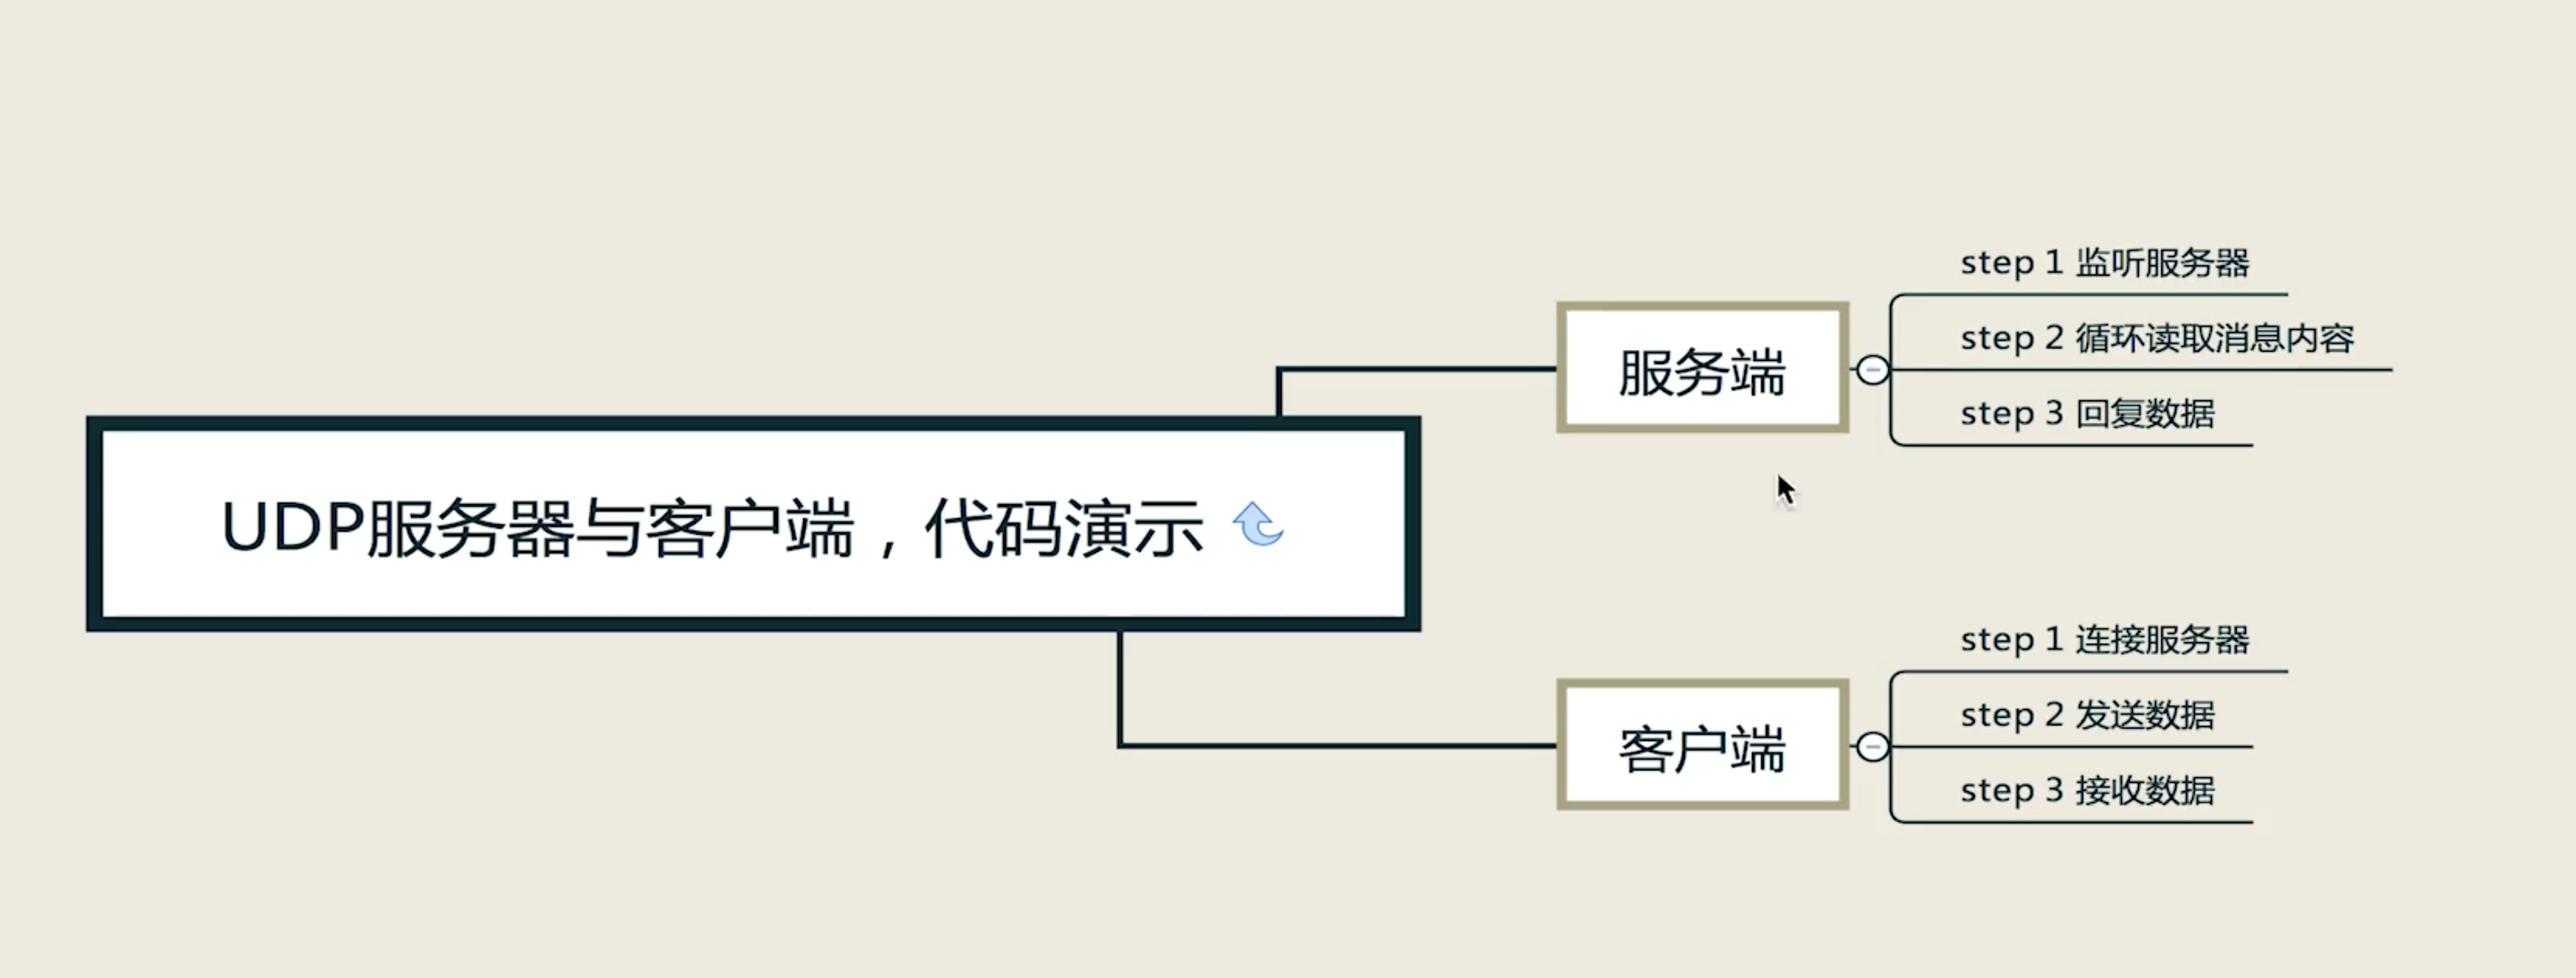 UDP服务器与客户端，代码演示
服务端
step 1 监听服务器
step 2 循环读取消息内容
step 3 回复数据
客户端
step 1 连接服务器
step 2 发送数据
step 3 接收数据